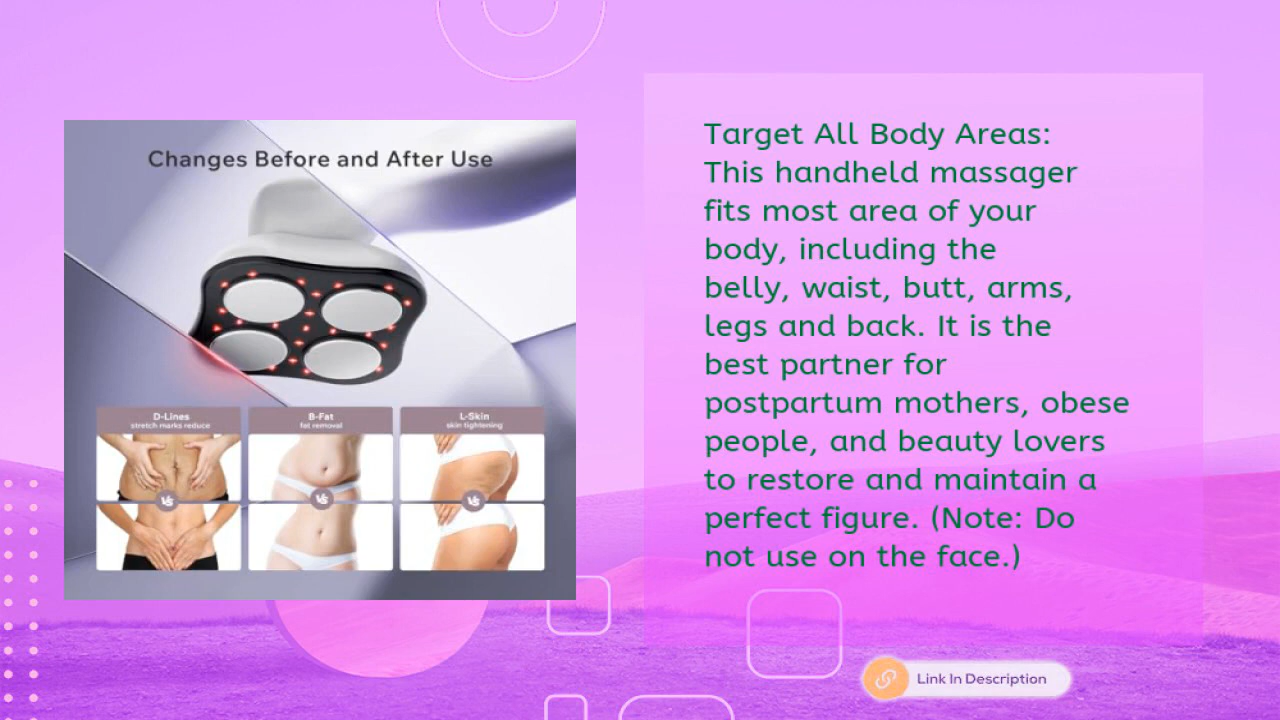 Changes Before and After Use
D-Lines
stretch marks reduce
B-Fat
fat removal
L-Skin
skin tightening
VS
VS
VS
Target All Body Areas:
This handheld massager
fits most area of your
body, including the
belly, waist, butt, arms,
legs and back. It is the
best partner for
postpartum mothers, obese
people, and beauty lovers
to restore and maintain a
perfect figure. (Note: Do
not use on the face.)
Link In Description